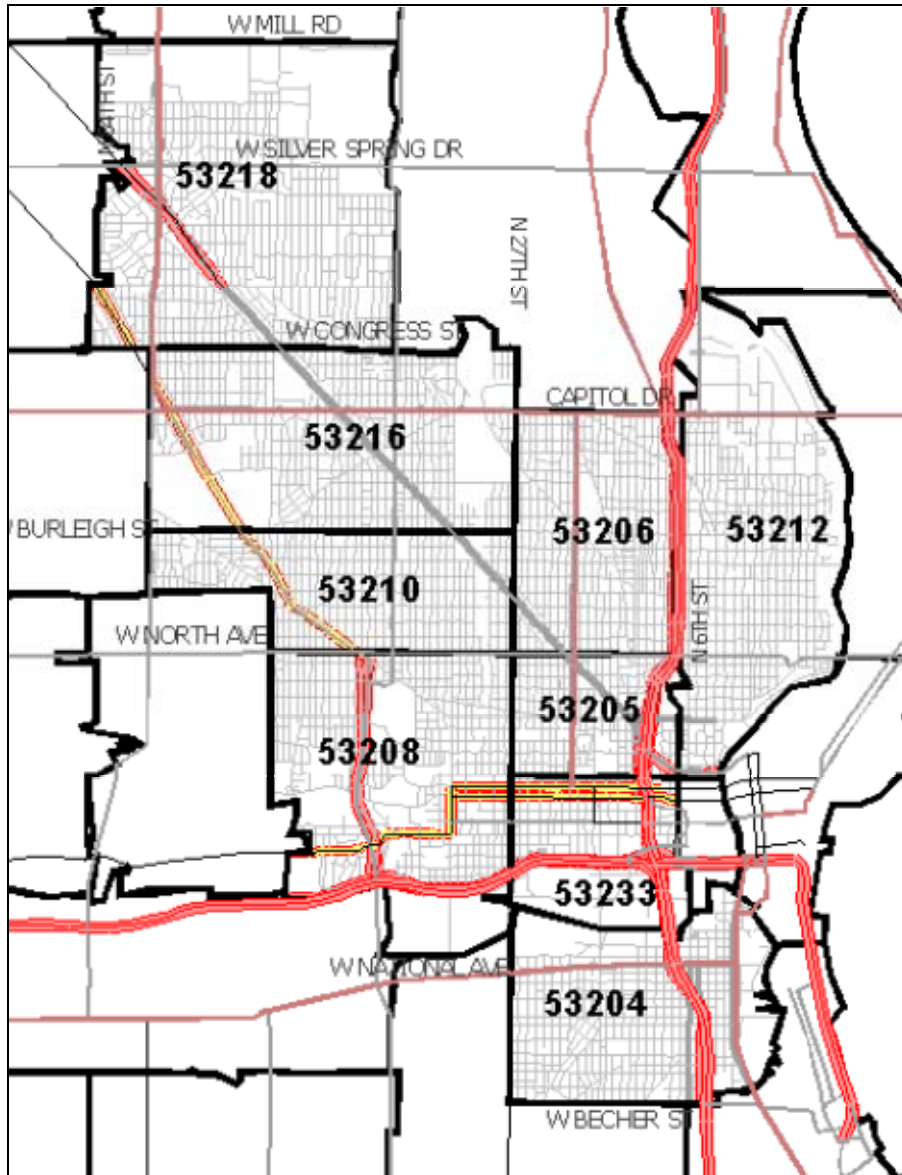 W MILL RD
W SILVER SPRING DR
53218
N 27TH ST
W CONGRESS ST
CAPITOL DR
53216
W BURLEIGH ST
53206
53212
53210
N 6TH ST
W NORTH AVE
53205
53208
53233
W NATIONAL AVE
53204
W BECHER ST